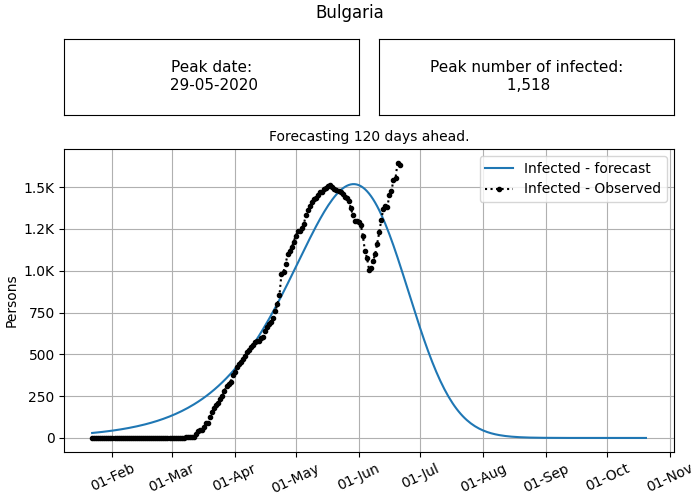 Bulgaria
Peak date:
29-05-2020
Peak number of infected:
1,518
Forecasting 120 days ahead.
Infected - forecast
Infected - Observed
Persons
1.5K
1.2K
1.0K
750
500
250
0
01-Feb
01-Mar
01-Apr
01-May
01-Jun
01-Jul
01-Aug
01-Sep
01-Oct
01-Nov